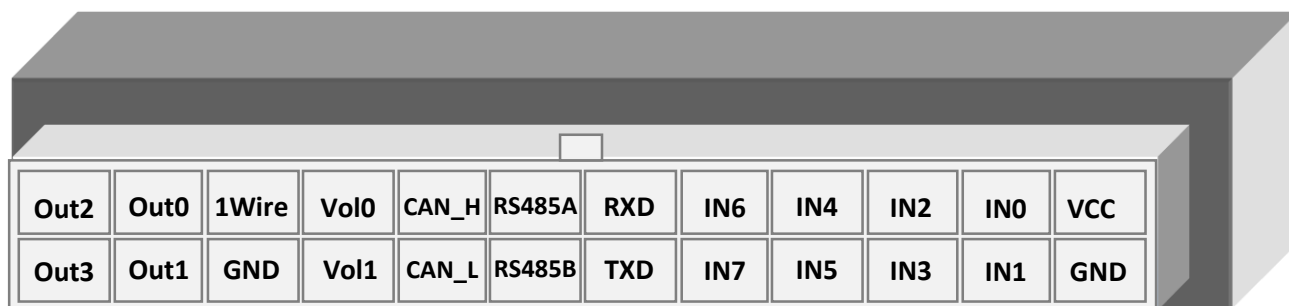 Out2 Out0 1Wire Vol0 CAN_H RS485A RXD IN6 IN4 IN2 IN0 VCC
Out3 Out1 GND Vol1 CAN_L RS485B TXD IN7 IN5 IN3 IN1 GND